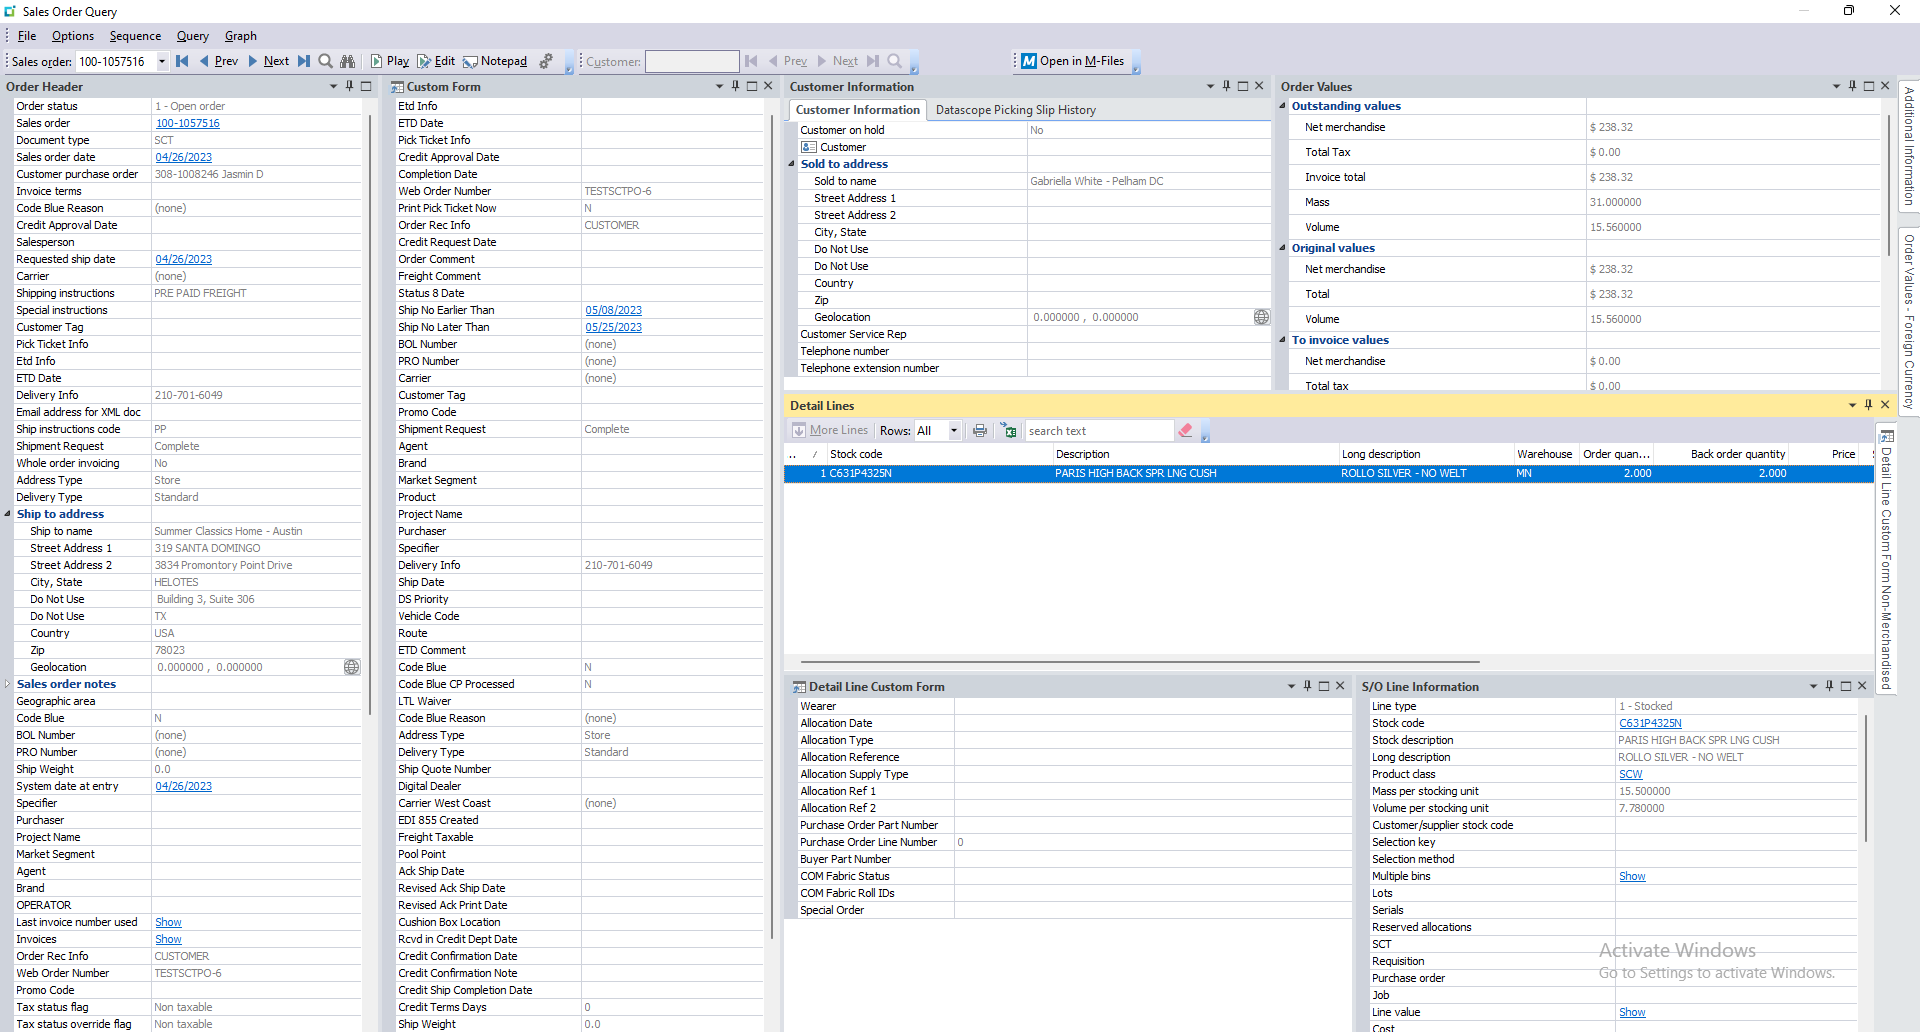 Sales Order Query
File Options Sequence Query Graph
Sales order: 100-1057516 Prev Next Play Edit Notepad Customer: Prev Next Open in M-Files
Order Header
Order status 1 - Open order
Sales order 100-1057516
Document type SCT
Sales order date 04/26/2023
Customer purchase order 308-1008246 Jasmin D
Invoice terms
Code Blue Reason (none)
Credit Approval Date
Salesperson
Requested ship date 04/26/2023
Carrier (none)
Shipping instructions PRE PAID FREIGHT
Special instructions
Customer Tag
Pick Ticket Info
Etd Info
ETD Date
Delivery Info 210-701-6049
Email address for XML doc
Ship instructions code PP
Shipment Request Complete
Whole order invoicing No
Address Type Store
Delivery Type Standard
Ship to address
Ship to name Summer Classics Home - Austin
Street Address 1 319 SANTA DOMINGO
Street Address 2 3834 Promontory Point Drive
City, State HELOTES
Do Not Use Building 3, Suite 306
Do Not Use TX
Country USA
Zip 78023
Geolocation 0.000000 , 0.000000
Sales order notes
Geographic area
Code Blue N
BOL Number (none)
PRO Number (none)
Ship Weight 0.0
System date at entry 04/26/2023
Specifier
Purchaser
Project Name
Market Segment
Agent
Brand
OPERATOR
Last invoice number used Show
Invoices Show
Order Rec Info CUSTOMER
Web Order Number TESTSCTPO-6
Promo Code
Tax status flag Non taxable
Tax status override flag Non taxable
Custom Form
Etd Info
ETD Date
Pick Ticket Info
Credit Approval Date
Completion Date
Web Order Number TESTSCTPO-6
Print Pick Ticket Now N
Order Rec Info CUSTOMER
Credit Request Date
Order Comment
Freight Comment
Status 8 Date
Ship No Earlier Than 05/08/2023
Ship No Later Than 05/25/2023
BOL Number (none)
PRO Number (none)
Carrier (none)
Customer Tag
Promo Code
Shipment Request Complete
Agent
Brand
Market Segment
Product
Project Name
Purchaser
Specifier
Delivery Info 210-701-6049
Ship Date
DS Priority
Vehicle Code
Route
ETD Comment
Code Blue N
Code Blue CP Processed N
LTL Waiver
Code Blue Reason (none)
Address Type Store
Delivery Type Standard
Ship Quote Number
Digital Dealer
Carrier West Coast (none)
EDI 855 Created
Freight Taxable
Pool Point
Ack Ship Date
Revised Ack Ship Date
Revised Ack Print Date
Cushion Box Location
Rcvd in Credit Dept Date
Credit Confirmation Date
Credit Confirmation Note
Credit Ship Completion Date
Credit Terms Days 0
Ship Weight 0.0
Customer Information
Customer Information Datascope Picking Slip History
Customer on hold No
Customer
Sold to address
Sold to name Gabriella White - Pelham DC
Street Address 1
Street Address 2
City, State
Do Not Use
Do Not Use
Country
Zip
Geolocation 0.000000 , 0.000000
Customer Service Rep
Telephone number
Telephone extension number
Order Values
Outstanding values
Net merchandise $ 238.32
Total Tax $ 0.00
Invoice total $ 238.32
Mass 31.000000
Volume 15.560000
Original values
Net merchandise $ 238.32
Total $ 238.32
Volume 15.560000
To invoice values
Net merchandise $ 0.00
Total tax $ 0.00
Additional Information
Order Values - Foreign Currency
Detail Lines
More Lines Rows: All search text
.. / Stock code Description Long description Warehouse Order quan... Back order quantity Price
1 C631P4325N PARIS HIGH BACK SPR LNG CUSH ROLLO SILVER - NO WELT MN 2.000 2.000
Detail Line Custom Form Non-Merchandised
Detail Line Custom Form
Wearer
Allocation Date
Allocation Type
Allocation Reference
Allocation Supply Type
Allocation Ref 1
Allocation Ref 2
Purchase Order Part Number
Purchase Order Line Number 0
Buyer Part Number
COM Fabric Status
COM Fabric Roll IDs
Special Order
S/O Line Information
Line type 1 - Stocked
Stock code C631P4325N
Stock description PARIS HIGH BACK SPR LNG CUSH
Long description ROLLO SILVER - NO WELT
Product class SCW
Mass per stocking unit 15.500000
Volume per stocking unit 7.780000
Customer/supplier stock code
Selection key
Selection method
Multiple bins Show
Lots
Serials
Reserved allocations
SCT
Requisition
Purchase order
Job
Line value Show
Cost
Activate Windows
Go to Settings to activate Windows.